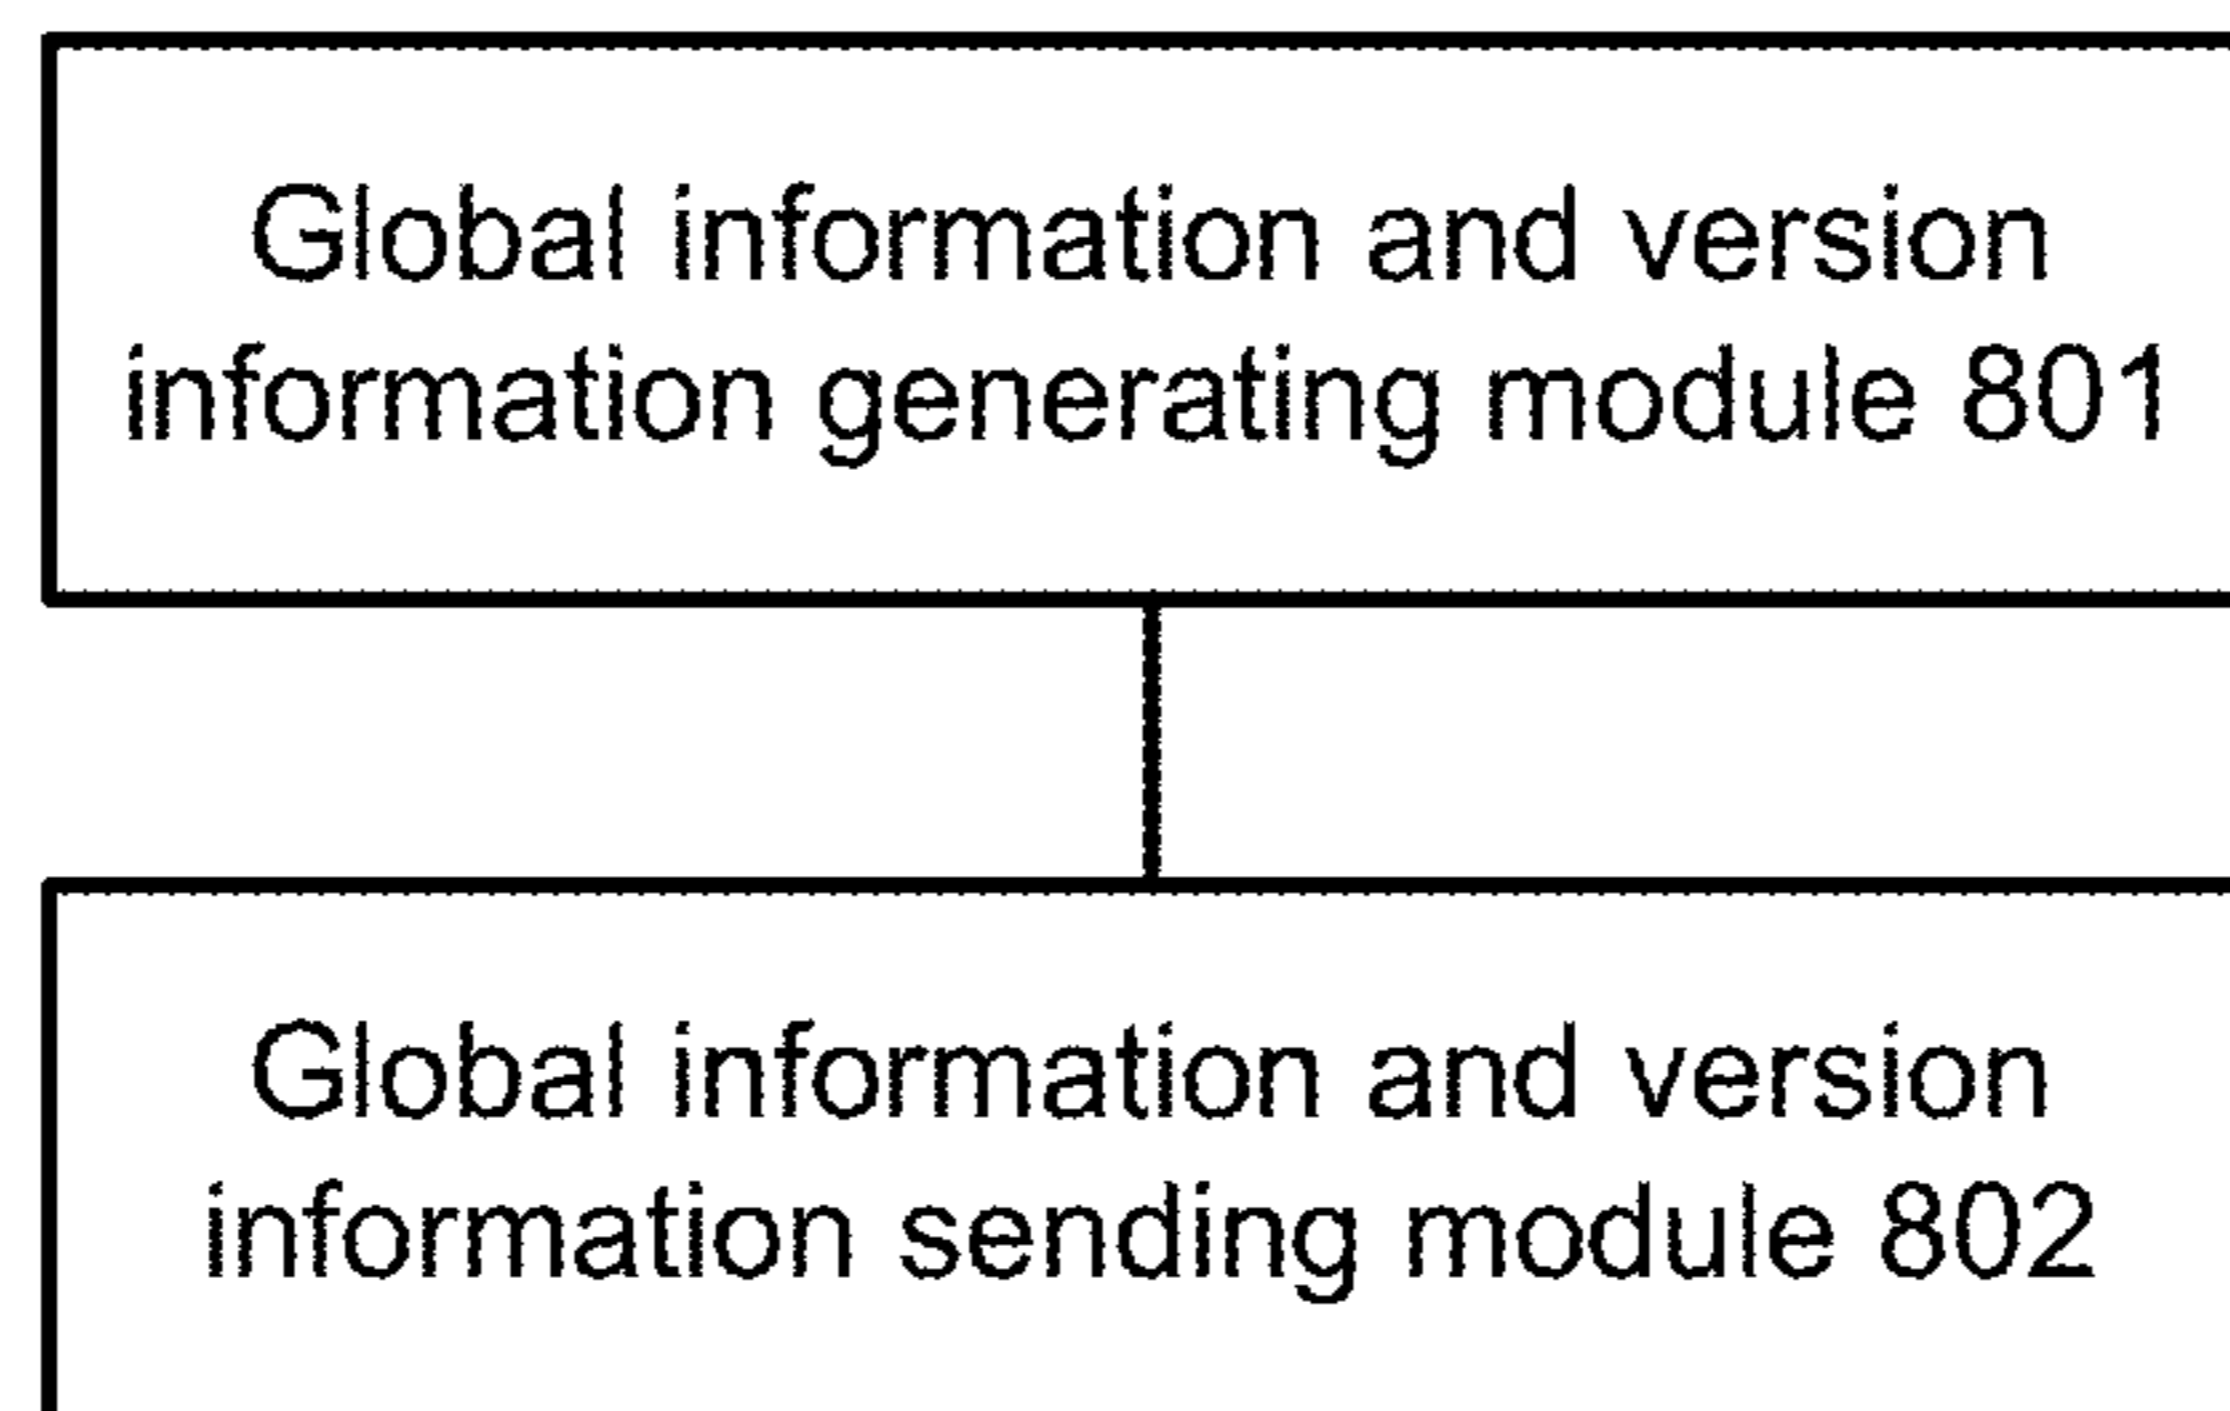 Global information and version
information generating module 801
Global information and version
information sending module 802